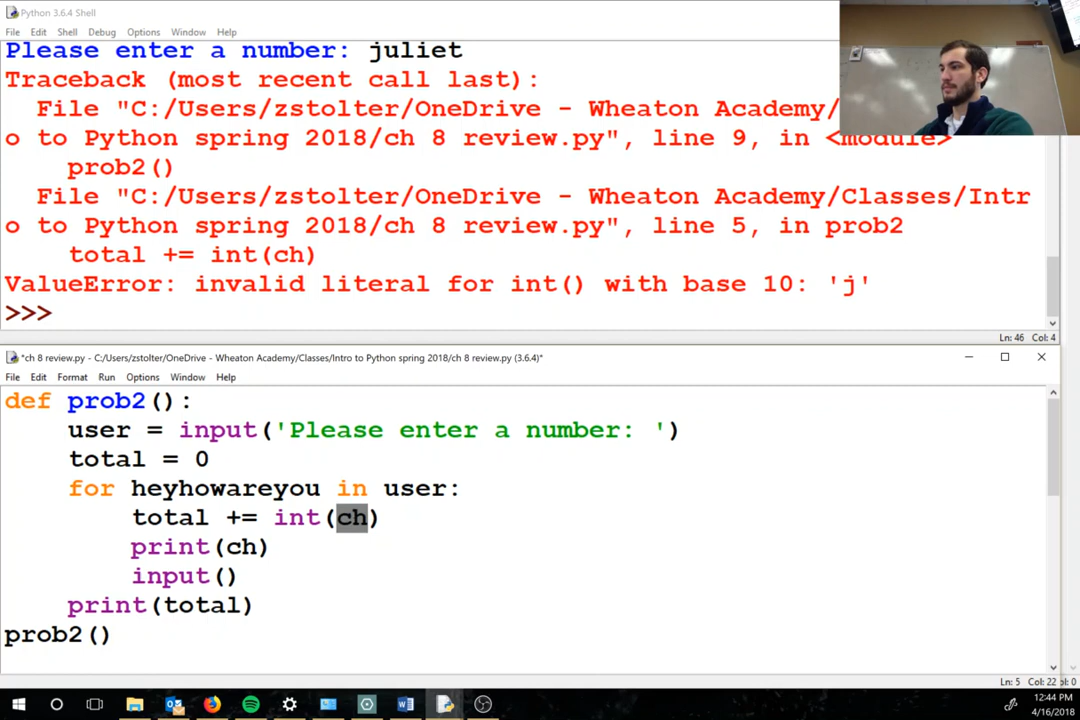 Python 3.6.4 Shell
File Edit Shell Debug Options Window Help
Please enter a number: juliet
Traceback (most recent call last):
File "C:/Users/zstolter/OneDrive - Wheaton Academy/
o to Python spring 2018/ch 8 review.py", line 9, in <module>
prob2()
File "C:/Users/zstolter/OneDrive - Wheaton Academy/Classes/Intr
o to Python spring 2018/ch 8 review.py", line 5, in prob2
total += int(ch)
ValueError: invalid literal for int() with base 10: 'j'
>>>
Ln: 46 Col: 4
*ch 8 review.py - C:/Users/zstolter/OneDrive - Wheaton Academy/Classes/Intro to Python spring 2018/ch 8 review.py (3.6.4)*
File Edit Format Run Options Window Help
def prob2():
user = input('Please enter a number: ')
total = 0
for heyhowareyou in user:
total += int(ch)
print(ch)
input()
print(total)
prob2()
Ln: 5 Col: 22
12:44 PM
4/16/2018